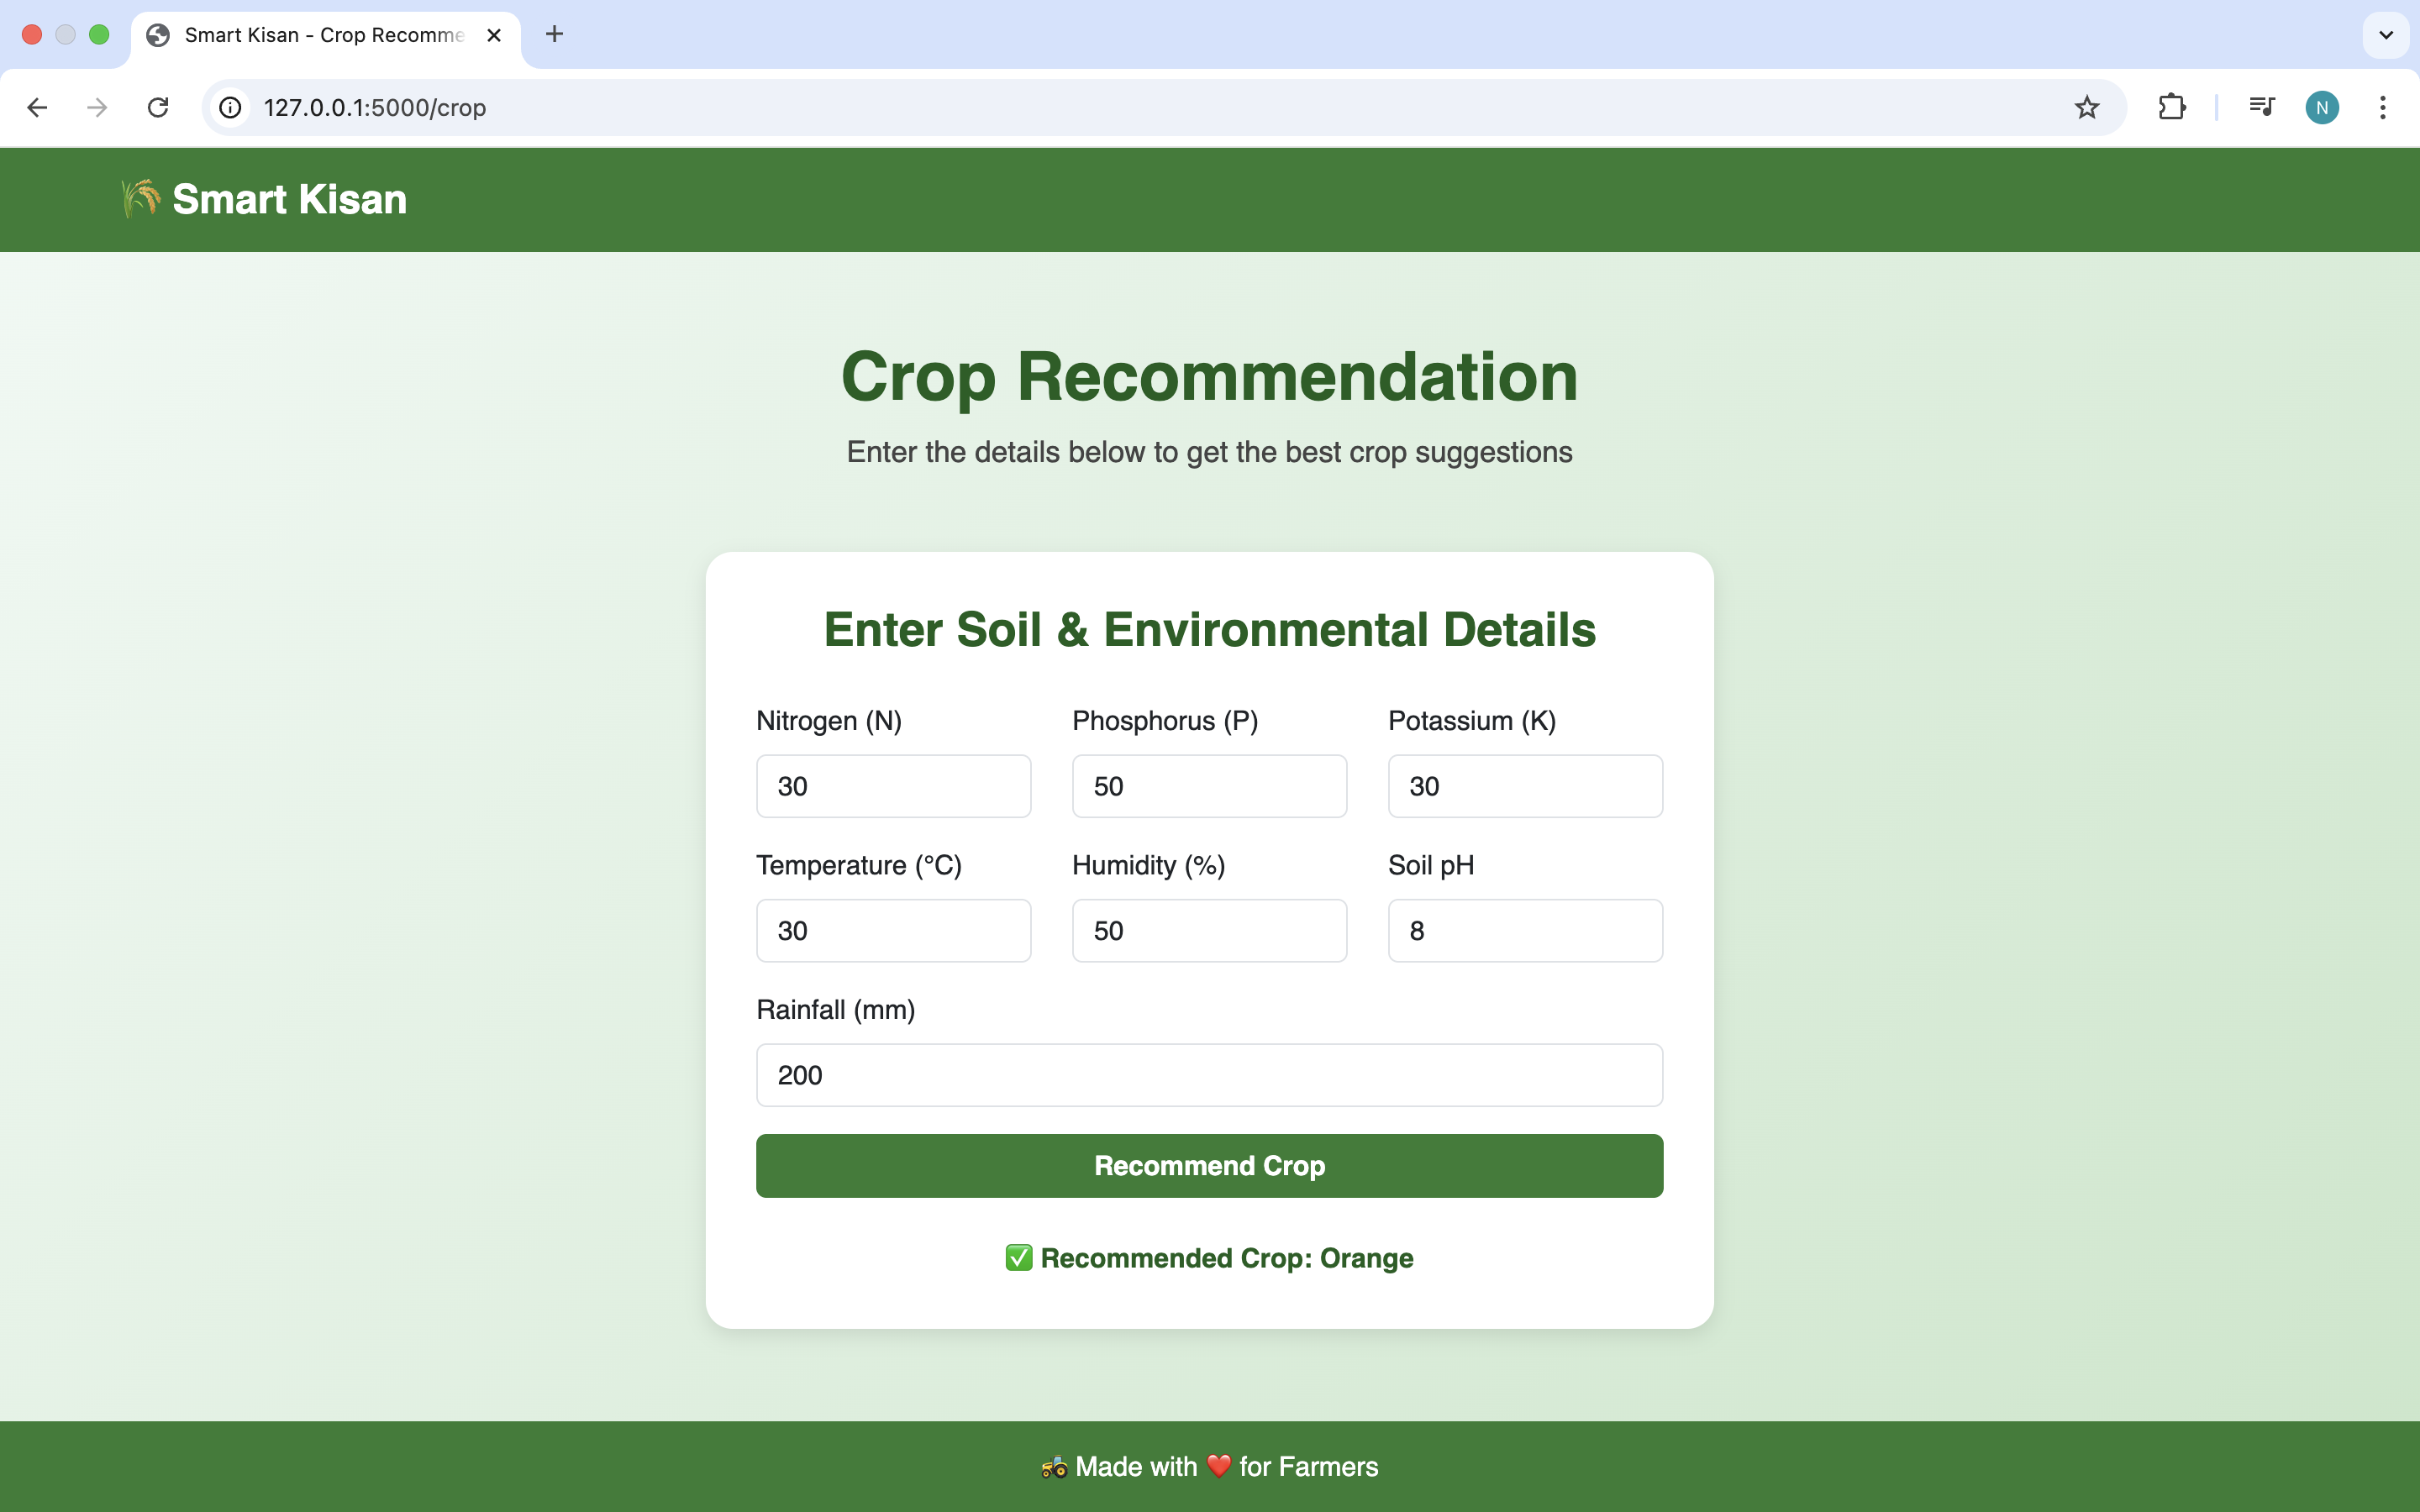 Smart Kisan - Crop Recomme
127.0.0.1:5000/crop
N
🌾 Smart Kisan
Crop Recommendation
Enter the details below to get the best crop suggestions
Enter Soil & Environmental Details
Nitrogen (N) Phosphorus (P) Potassium (K)
30 50 30
Temperature (°C) Humidity (%) Soil pH
30 50 8
Rainfall (mm)
200
Recommend Crop
✅ Recommended Crop: Orange
🚜 Made with ❤️ for Farmers